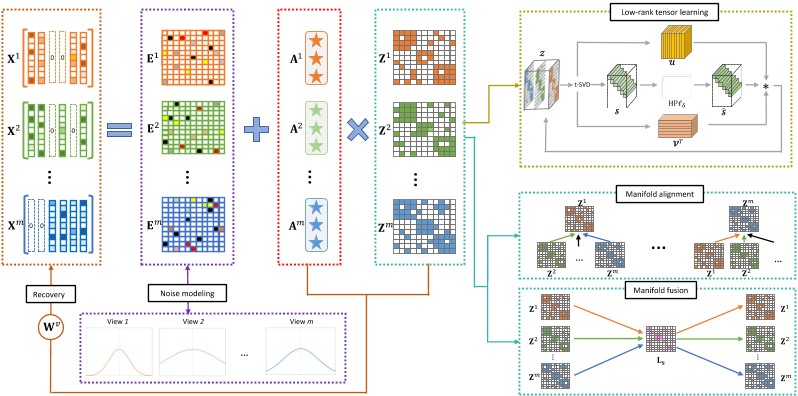 X¹
0 0
X²
0 0
...
Xᵐ
0 0
Recovery
Wᵛ
=
E¹
E²
...
Eᵐ
Noise modeling
View 1
View 2
...
View m
+
A¹
A²
...
Aᵐ
×
Z¹
Z²
...
Zᵐ
Low-rank tensor learning
𝒵
t-SVD
𝒰
𝒮
HPf_δ
𝒮̂
*
𝒱ᵀ
Manifold alignment
Z¹
Z²
...
Zᵐ
...
Zᵐ
Z¹
Z²
...
Manifold fusion
Z¹
Z²
...
Zᵐ
L_s
Z¹
Z²
...
Zᵐ